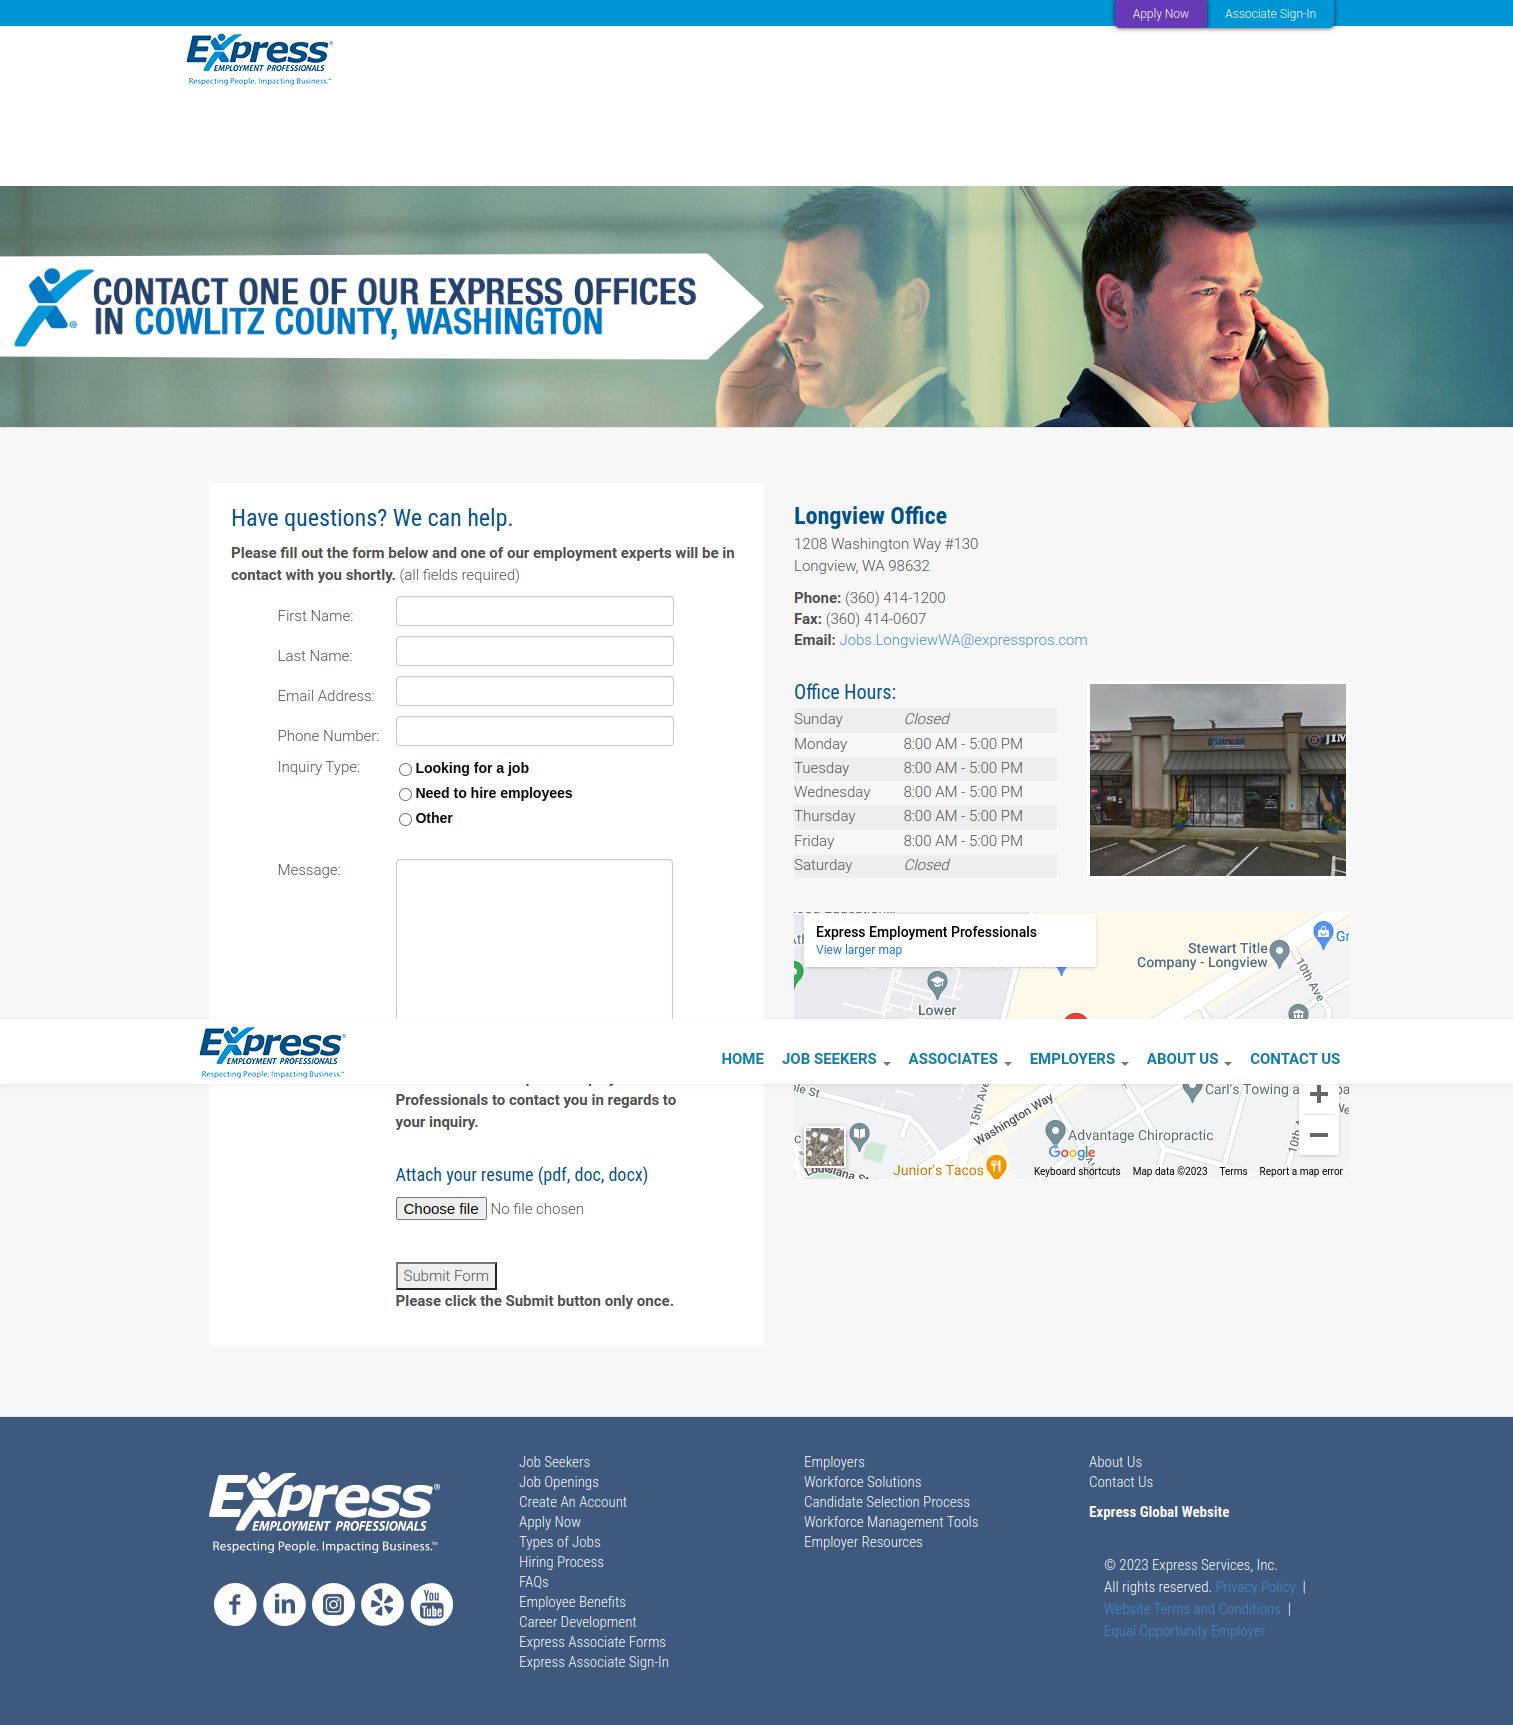 Apply Now
Associate Sign-In
Express
EMPLOYMENT PROFESSIONALS
Respecting People. Impacting Business.™
CONTACT ONE OF OUR EXPRESS OFFICES
IN COWLITZ COUNTY, WASHINGTON
Have questions? We can help.
Please fill out the form below and one of our employment experts will be in
contact with you shortly. (all fields required)
First Name:
Last Name:
Email Address:
Phone Number:
Inquiry Type:
Looking for a job
Need to hire employees
Other
Message:
Longview Office
1208 Washington Way #130
Longview, WA 98632
Phone: (360) 414-1200
Fax: (360) 414-0607
Email: Jobs.LongviewWA@expresspros.com
Office Hours:
Sunday Closed
Monday 8:00 AM - 5:00 PM
Tuesday 8:00 AM - 5:00 PM
Wednesday 8:00 AM - 5:00 PM
Thursday 8:00 AM - 5:00 PM
Friday 8:00 AM - 5:00 PM
Saturday Closed
Express
JIM
Express Employment Professionals
View larger map
Stewart Title
Company - Longview
Gr
10th Ave
Lower
Express
EMPLOYMENT PROFESSIONALS
Respecting People. Impacting Business.™
HOME
JOB SEEKERS
ASSOCIATES
EMPLOYERS
ABOUT US
CONTACT US
Professionals to contact you in regards to
your inquiry.
Attach your resume (pdf, doc, docx)
Choose file No file chosen
Submit Form
Please click the Submit button only once.
ple St
15th Ave
Washington Way
Carl's Towing a
Advantage Chiropractic
10th A
Google
Junior's Tacos
Louisiana St
Keyboard shortcuts
Map data ©2023
Terms
Report a map error
Express®
EMPLOYMENT PROFESSIONALS
Respecting People. Impacting Business.™
f
in
You
Tube
Job Seekers
Job Openings
Create An Account
Apply Now
Types of Jobs
Hiring Process
FAQs
Employee Benefits
Career Development
Express Associate Forms
Express Associate Sign-In
Employers
Workforce Solutions
Candidate Selection Process
Workforce Management Tools
Employer Resources
About Us
Contact Us
Express Global Website
© 2023 Express Services, Inc.
All rights reserved. Privacy Policy |
Website Terms and Conditions |
Equal Opportunity Employer